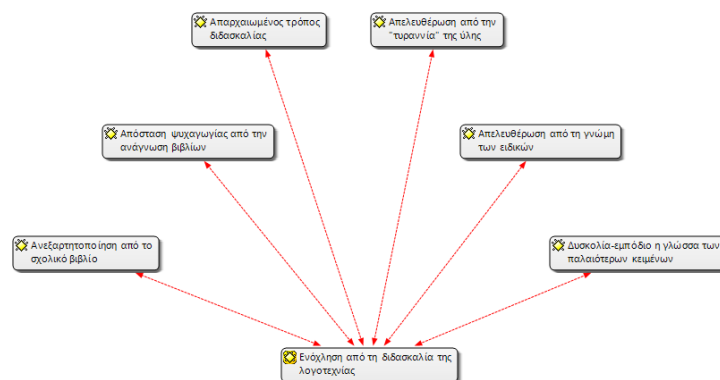 Απαρχαιωμένος τρόπος
διδασκαλίας
Απελευθέρωση από την
"τυραννία" της ύλης
Απόσταση ψυχαγωγίας από την
ανάγνωση βιβλίων
Απελευθέρωση από τη γνώμη
των ειδικών
Ανεξαρτητοποίηση από το
σχολικό βιβλίο
Δυσκολία-εμπόδιο η γλώσσα των
παλαιότερων κειμένων
Ενόχληση από τη διδασκαλία της
λογοτεχνίας